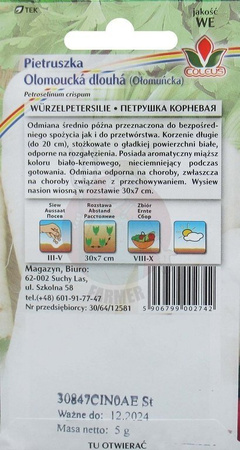 TEK
jakość
WE
COLEUS
Pietruszka
Ołomoucká dlouhá (Ołomuńcka)
Petroselinum crispum
WURZELPETERSILIE • ПЕТРУШКА КОРНЕВАЯ
Odmiana średnio późna przeznaczona do bezpośred-
niego spożycia jak i do przetwórstwa. Korzenie długie
(do 20 cm), stożkowate o gładkiej powierzchni białe,
odporne na rozgałęzienia. Posiada aromatyczny miąższ
koloru biało-kremowego, nieciemniejący podczas
gotowania. Odmiana odporna na choroby, zwłaszcza
na choroby związane z przechowywaniem. Wysiew
nasion wiosną w rozstawie 30x7 cm.
Siew Rozstawa Zbiór
Aussaat Abstand Ernte
Посев Расстояние Сбор
III-V 30x7 cm VIII-X
Magazyn, Biuro:
62-002 Suchy Las,
ul. Szkolna 58
tel./(+48) 601-91-77-47
Nr przedsiębiorcy: 30/64/12581
5 906799 002742
30847CIN0AE St
Ważne do: 12.2024
Masa netto: 5 g
TU OTWIERAĆ